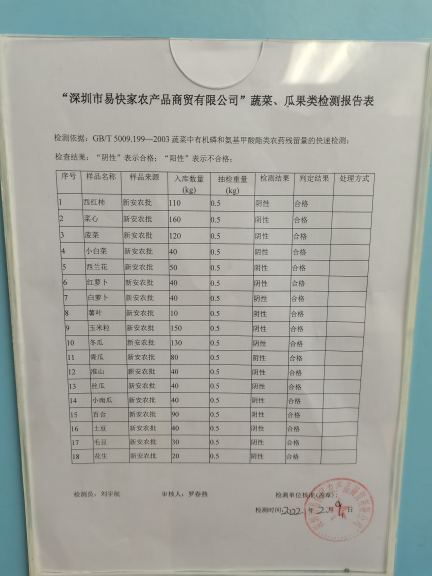 “深圳市易快家农产品商贸有限公司”蔬菜、瓜果类检测报告表
检测依据：GB/T 5009.199—2003 蔬菜中有机磷和氨基甲酸酯类农药残留量的快速检测；
检查结果：“阴性”表示合格；“阳性”表示不合格；
序号 样品名称 样品来源 入库数量(kg) 抽检重量(kg) 检测结果 判定结果 处理方式
1 西红柿 新安农批 110 0.5 阴性 合格
2 菜心 新安农批 160 0.5 阴性 合格
3 菠菜 新安农批 120 0.5 阴性 合格
4 小白菜 新安农批 40 0.5 阴性 合格
5 西兰花 新安农批 50 0.5 阴性 合格
6 红萝卜 新安农批 40 0.5 阴性 合格
7 白萝卜 新安农批 40 0.5 阴性 合格
8 薯叶 新安农批 10 0.5 阴性 合格
9 玉米粒 新安农批 150 0.5 阴性 合格
10 冬瓜 新安农批 130 0.5 阴性 合格
11 青瓜 新安农批 80 0.5 阴性 合格
12 淮山 新安农批 40 0.5 阴性 合格
13 丝瓜 新安农批 40 0.5 阴性 合格
14 小南瓜 新安农批 40 0.5 阴性 合格
15 百合 新安农批 90 0.5 阴性 合格
16 土豆 新安农批 40 0.5 阴性 合格
17 毛豆 新安农批 30 0.5 阴性 合格
18 花生 新安农批 20 0.5 阴性 合格
检测员：刘宇航 审核人：罗春燕 检测单位核准(盖章)：
检测时间：2022年2月9日